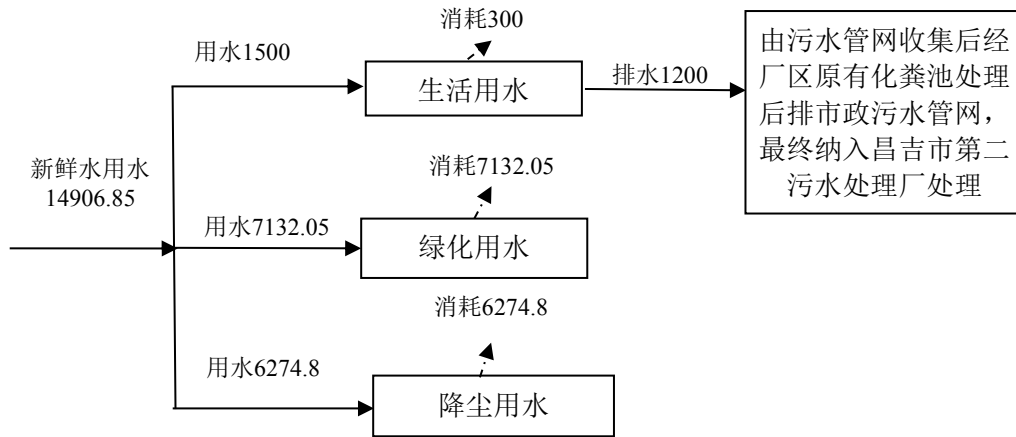 消耗300
用水1500
生活用水
排水1200
由污水管网收集后经
厂区原有化粪池处理
后排市政污水管网，
最终纳入昌吉市第二
污水处理厂处理
新鲜水用水
14906.85
消耗7132.05
用水7132.05
绿化用水
消耗6274.8
用水6274.8
降尘用水